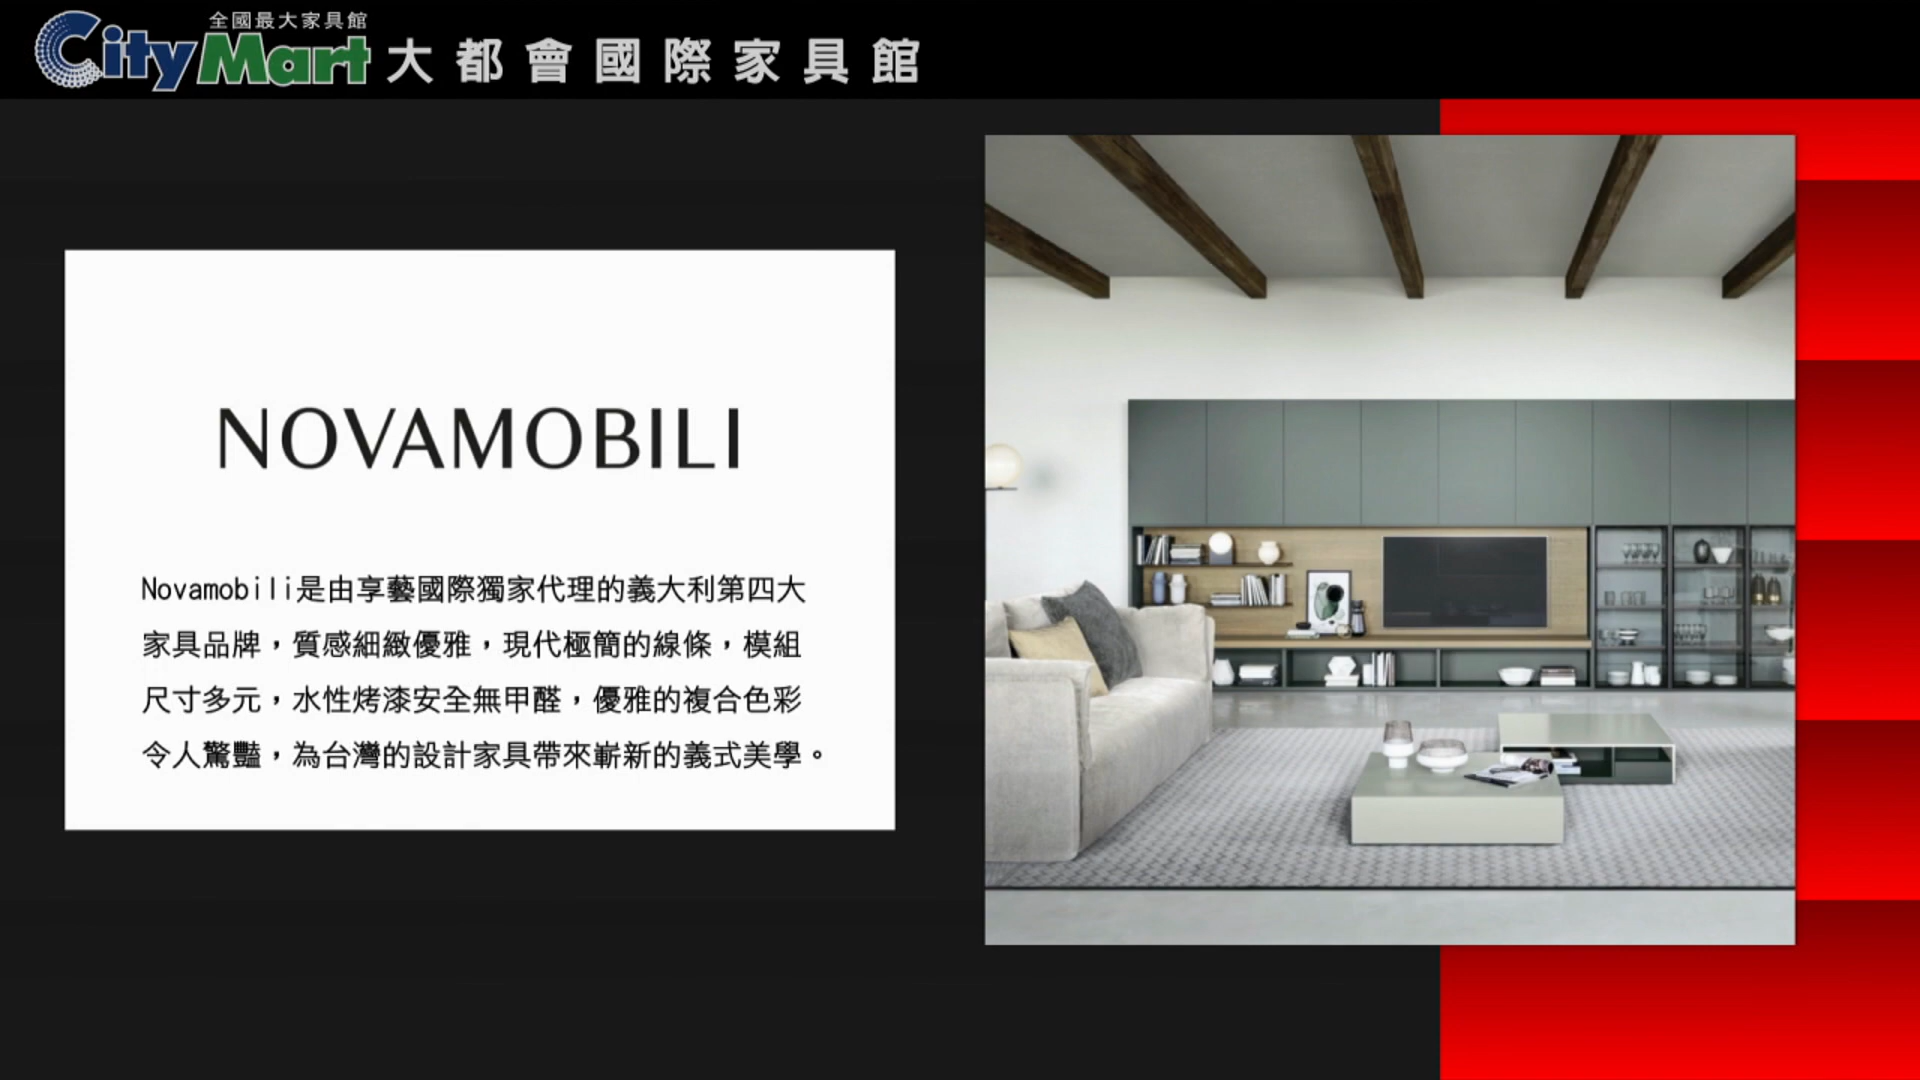 全國最大家具館
CityMart 大都會國際家具館
NOVAMOBILI
Novamobili是由享藝國際獨家代理的義大利第四大
家具品牌，質感細緻優雅，現代極簡的線條，模組
尺寸多元，水性烤漆安全無甲醛，優雅的複合色彩
令人驚豔，為台灣的設計家具帶來嶄新的義式美學。